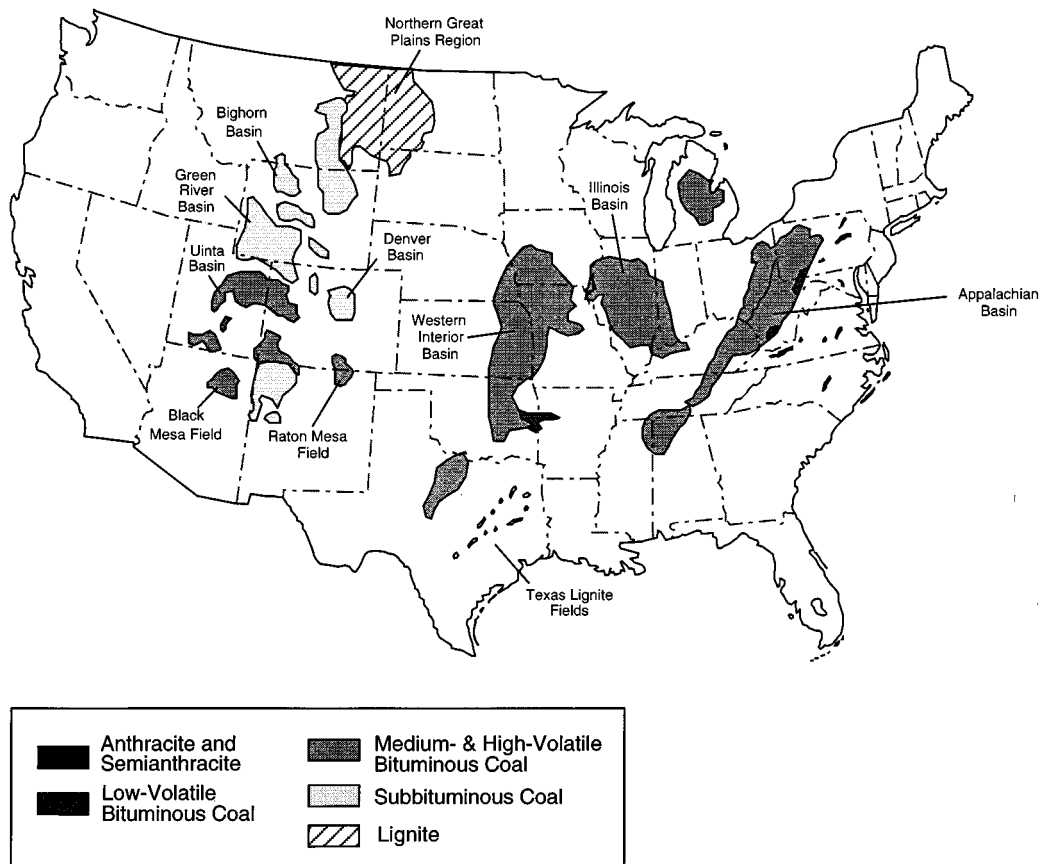 Northern Great
Plains Region
Bighorn
Basin
Green
River
Basin
Uinta
Basin
Denver
Basin
Illinois
Basin
Western
Interior
Basin
Appalachian
Basin
Black
Mesa Field
Raton Mesa
Field
Texas Lignite
Fields
Anthracite and
Semianthracite
Low-Volatile
Bituminous Coal
Medium- & High-Volatile
Bituminous Coal
Subbituminous Coal
Lignite